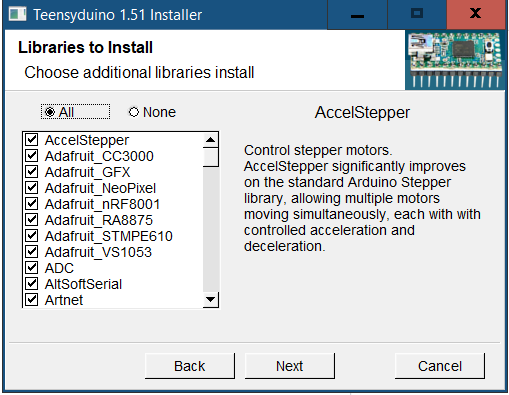 Teensyduino 1.51 Installer
Libraries to Install
Choose additional libraries install
All
None
AccelStepper
Adafruit_CC3000
Adafruit_GFX
Adafruit_NeoPixel
Adafruit_nRF8001
Adafruit_RA8875
Adafruit_STMPE610
Adafruit_VS1053
ADC
AltSoftSerial
Artnet
AccelStepper
Control stepper motors.
AccelStepper significantly improves
on the standard Arduino Stepper
library, allowing multiple motors
moving simultaneously, each with with
controlled acceleration and
deceleration.
Back
Next
Cancel